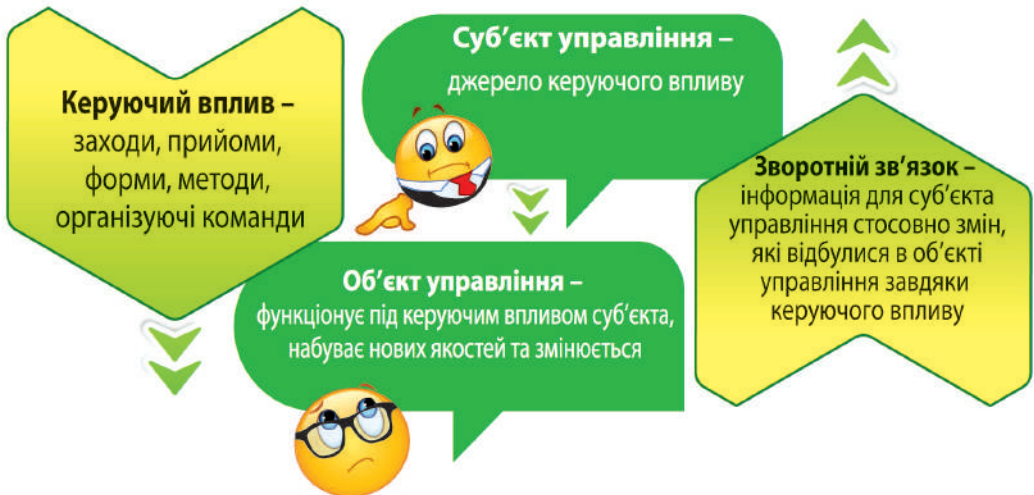 Керуючий вплив –
заходи, прийоми,
форми, методи,
організуючі команди
Суб’єкт управління –
джерело керуючого впливу
Об’єкт управління –
функціонує під керуючим впливом суб’єкта,
набуває нових якостей та змінюється
Зворотній зв’язок –
інформація для суб’єкта
управління стосовно змін,
які відбулися в об’єкті
управління завдяки
керуючого впливу